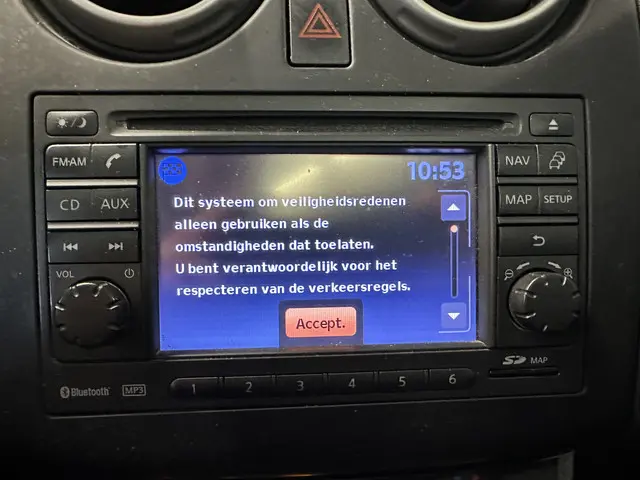 FM·AM
CD AUX
VOL
10:53
Dit systeem om veiligheidsredenen
alleen gebruiken als de
omstandigheden dat toelaten.
U bent verantwoordelijk voor het
respecteren van de verkeersregels.
Accept.
NAV
MAP SETUP
SD MAP
Bluetooth MP3
1 2 3 4 5 6